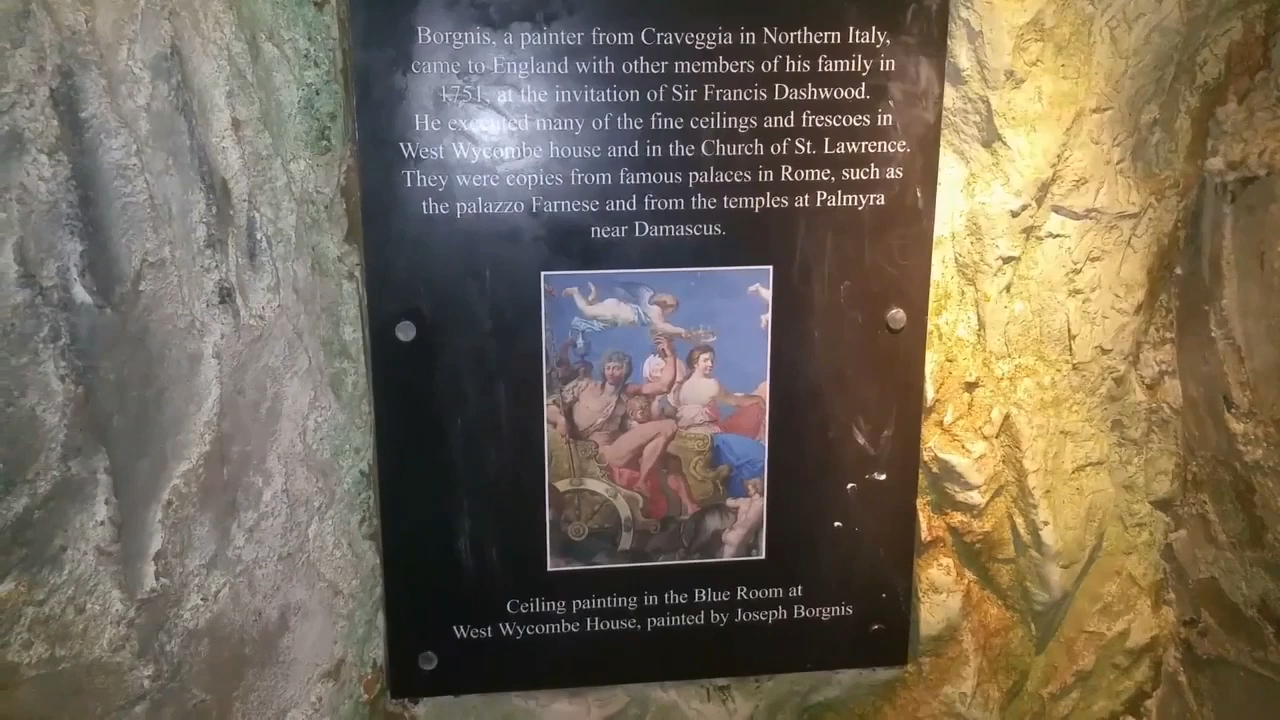 Borgnis, a painter from Craveggia in Northern Italy,
came to England with other members of his family in
1751, at the invitation of Sir Francis Dashwood.
He executed many of the fine ceilings and frescoes in
West Wycombe house and in the Church of St. Lawrence.
They were copies from famous palaces in Rome, such as
the palazzo Farnese and from the temples at Palmyra
near Damascus.
Ceiling painting in the Blue Room at
West Wycombe House, painted by Joseph Borgnis